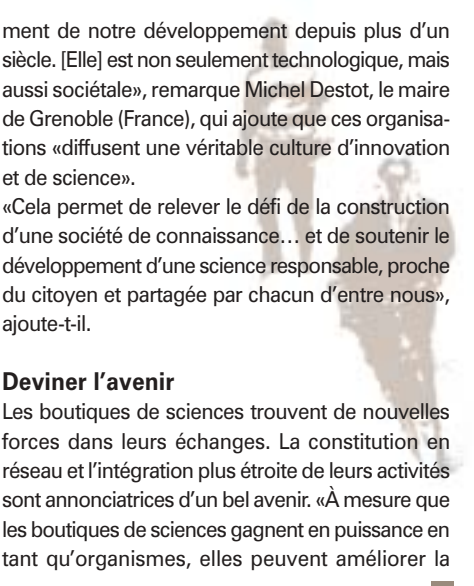 ment de notre développement depuis plus d'un
siècle. [Elle] est non seulement technologique, mais
aussi sociétale», remarque Michel Destot, le maire
de Grenoble (France), qui ajoute que ces organisa-
tions «diffusent une véritable culture d'innovation
et de science».
«Cela permet de relever le défi de la construction
d'une société de connaissance… et de soutenir le
développement d'une science responsable, proche
du citoyen et partagée par chacun d'entre nous»,
ajoute-t-il.
Deviner l'avenir
Les boutiques de sciences trouvent de nouvelles
forces dans leurs échanges. La constitution en
réseau et l'intégration plus étroite de leurs activités
sont annonciatrices d'un bel avenir. «À mesure que
les boutiques de sciences gagnent en puissance en
tant qu'organismes, elles peuvent améliorer la